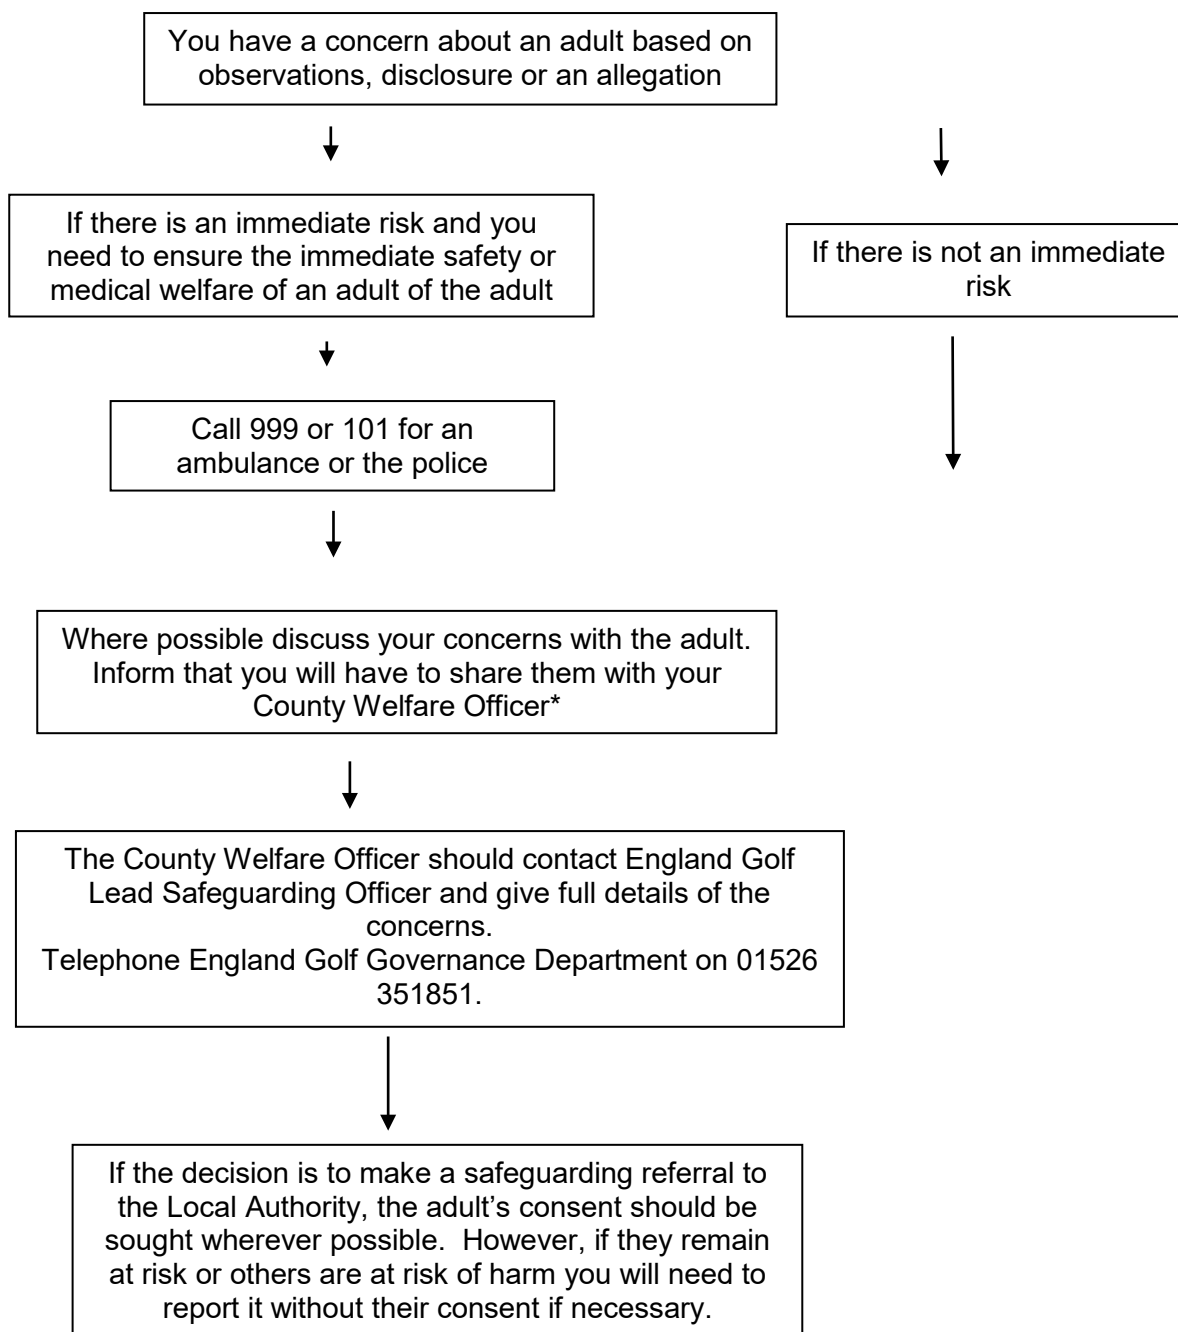 You have a concern about an adult based on
observations, disclosure or an allegation
If there is an immediate risk and you
need to ensure the immediate safety or
medical welfare of an adult of the adult
If there is not an immediate
risk
Call 999 or 101 for an
ambulance or the police
Where possible discuss your concerns with the adult.
Inform that you will have to share them with your
County Welfare Officer*
The County Welfare Officer should contact England Golf
Lead Safeguarding Officer and give full details of the
concerns.
Telephone England Golf Governance Department on 01526
351851.
If the decision is to make a safeguarding referral to
the Local Authority, the adult’s consent should be
sought wherever possible.  However, if they remain
at risk or others are at risk of harm you will need to
report it without their consent if necessary.